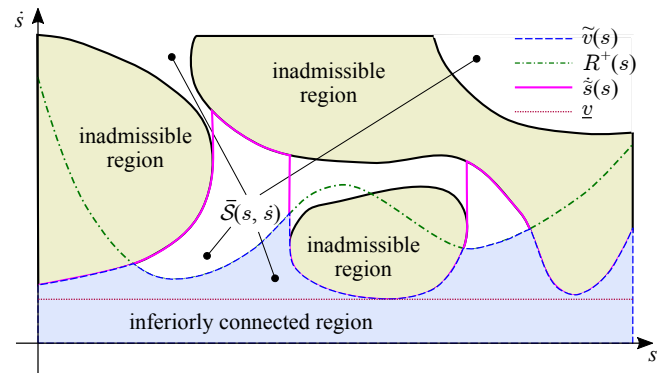 ṡ
ṽ(s)
R⁺(s)
ṡ̂(s)
v̲
inadmissible
region
inadmissible
region
S̄(s, ṡ)
inadmissible
region
inferiorly connected region
s